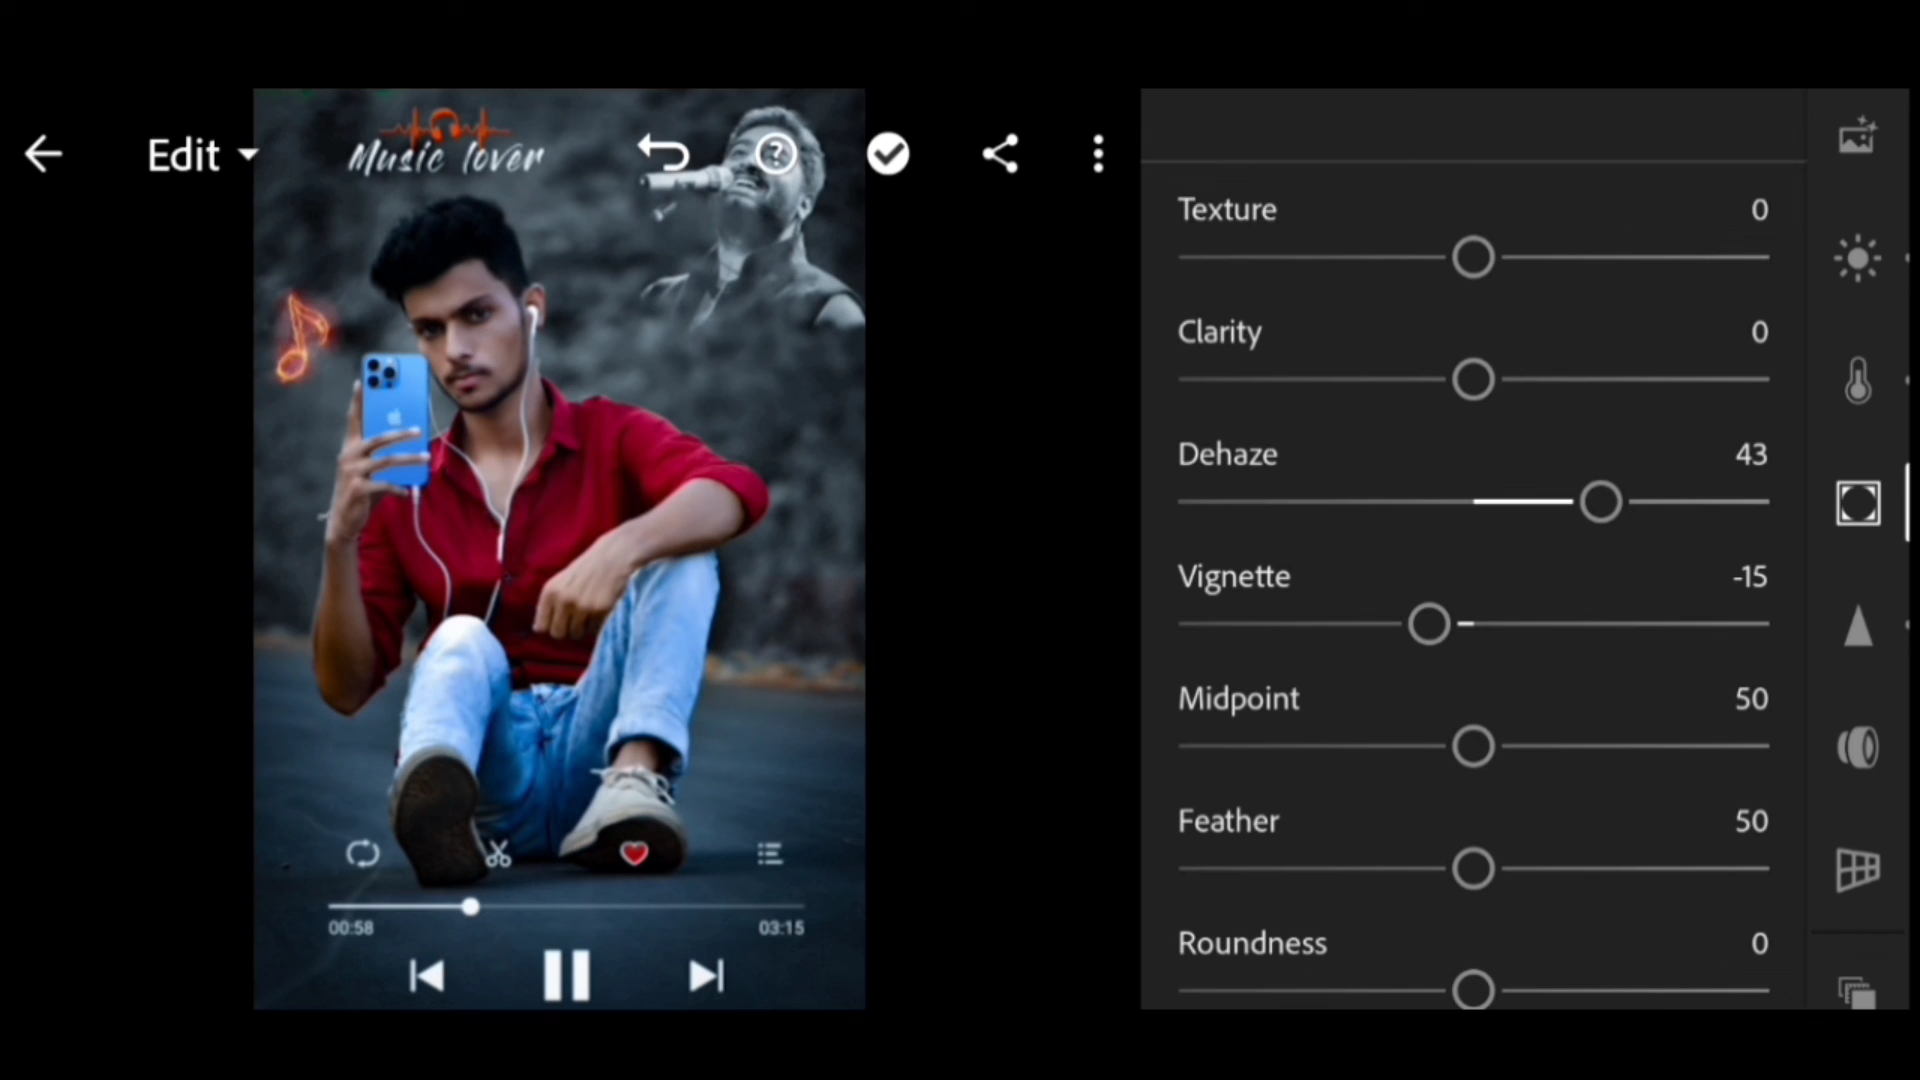 Edit
Music lover
Texture 0
Clarity 0
Dehaze 43
Vignette -15
Midpoint 50
Feather 50
Roundness 0
00:58 03:15